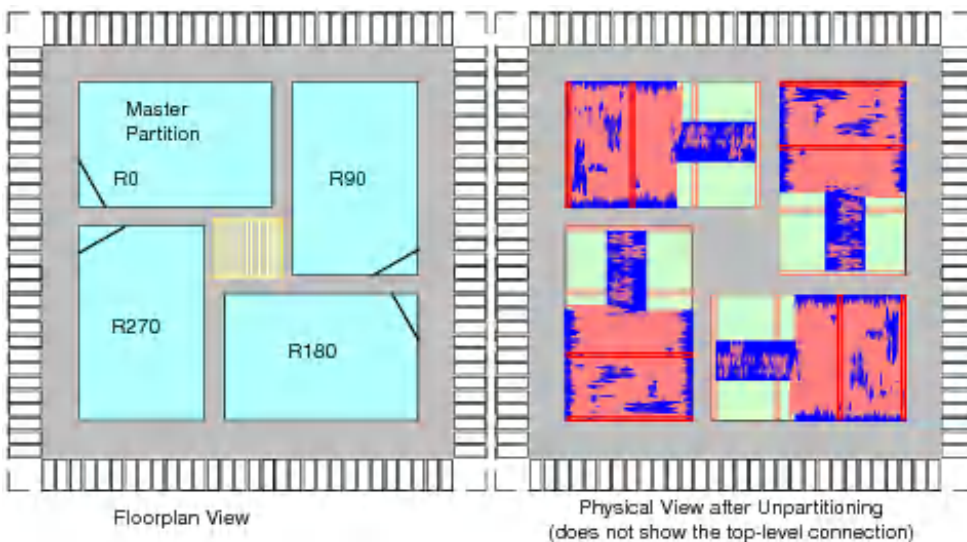 Master
Partition
R0
R90
R270
R180
Floorplan View
Physical View after Unpartitioning
(does not show the top-level connection)